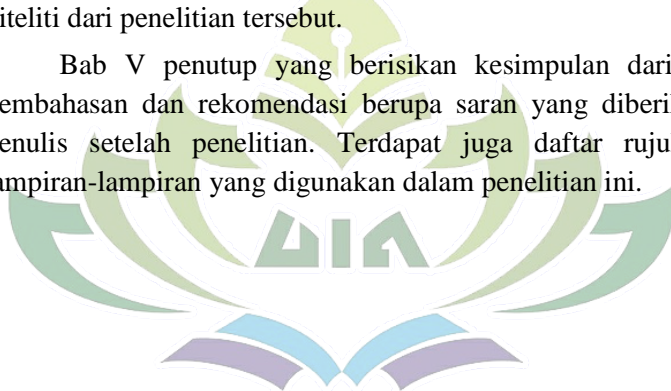 iteliti dari penelitian tersebut.
Bab V penutup yang berisikan kesimpulan dari
embahasan dan rekomendasi berupa saran yang diberi
enulis setelah penelitian. Terdapat juga daftar ruju
ampiran-lampiran yang digunakan dalam penelitian ini.
UIN